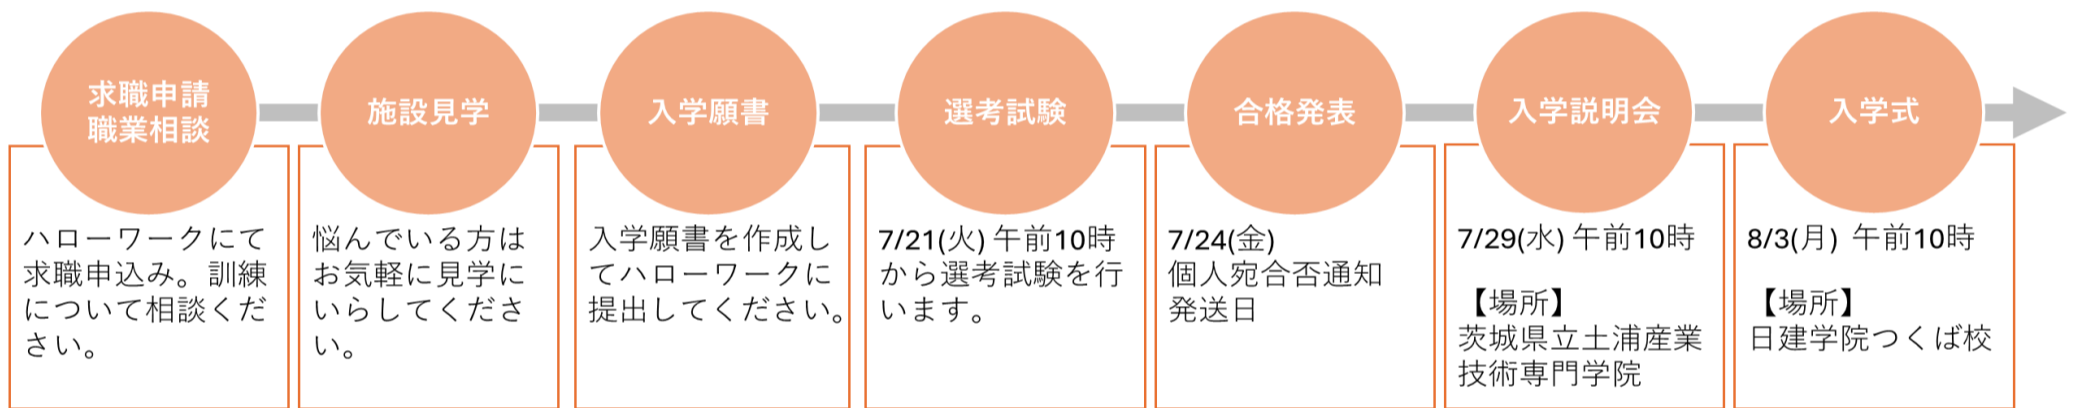 求職申請
職業相談
ハローワークにて
求職申込み。訓練
について相談くだ
さい。
施設見学
悩んでいる方は
お気軽に見学に
いらしてくださ
い。
入学願書
入学願書を作成し
てハローワークに
提出してください。
選考試験
7/21(火) 午前10時
から選考試験を行
います。
合格発表
7/24(金)
個人宛合否通知
発送日
入学説明会
7/29(水) 午前10時
【場所】
茨城県立土浦産業
技術専門学院
入学式
8/3(月) 午前10時
【場所】
日建学院つくば校